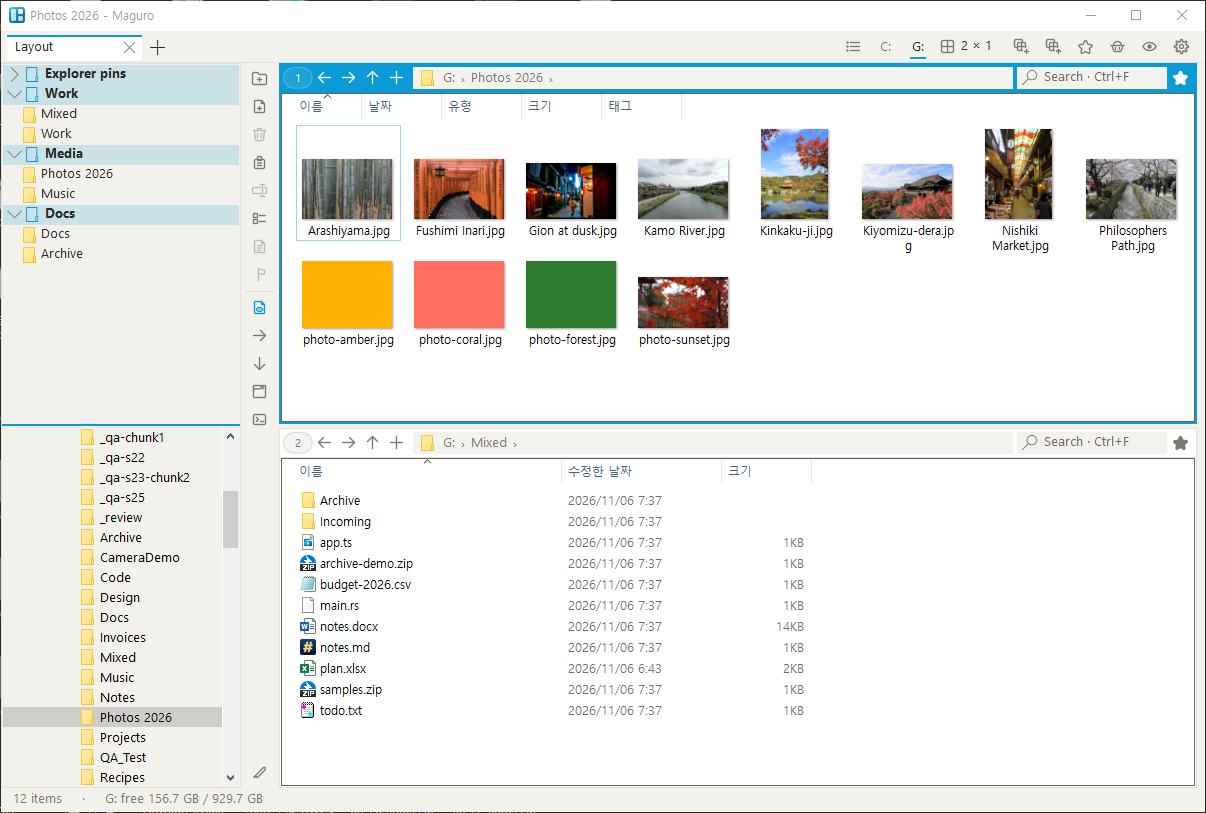 Photos 2026 - Maguro
Layout
C: G: 2 × 1
Explorer pins
Work
Mixed
Work
Media
Photos 2026
Music
Docs
Docs
Archive
1 G: › Photos 2026 › Search · Ctrl+F
이름 날짜 유형 크기 태그
Arashiyama.jpg Fushimi Inari.jpg Gion at dusk.jpg Kamo River.jpg Kinkaku-ji.jpg Kiyomizu-dera.jp Nishiki Philosophers
g Market.jpg Path.jpg
photo-amber.jpg photo-coral.jpg photo-forest.jpg photo-sunset.jpg
_qa-chunk1
_qa-s22
_qa-s23-chunk2
_qa-s25
_review
Archive
CameraDemo
Code
Design
Docs
Invoices
Mixed
Music
Notes
Photos 2026
Projects
QA_Test
Recipes
2 G: › Mixed › Search · Ctrl+F
이름 수정한 날짜 크기
Archive 2026/11/06 7:37
Incoming 2026/11/06 7:37
app.ts 2026/11/06 7:37 1KB
archive-demo.zip 2026/11/06 7:37 1KB
budget-2026.csv 2026/11/06 7:37 1KB
main.rs 2026/11/06 7:37 1KB
notes.docx 2026/11/06 7:37 14KB
notes.md 2026/11/06 7:37 1KB
plan.xlsx 2026/11/06 6:43 2KB
samples.zip 2026/11/06 7:37 1KB
todo.txt 2026/11/06 7:37 1KB
12 items · G: free 156.7 GB / 929.7 GB